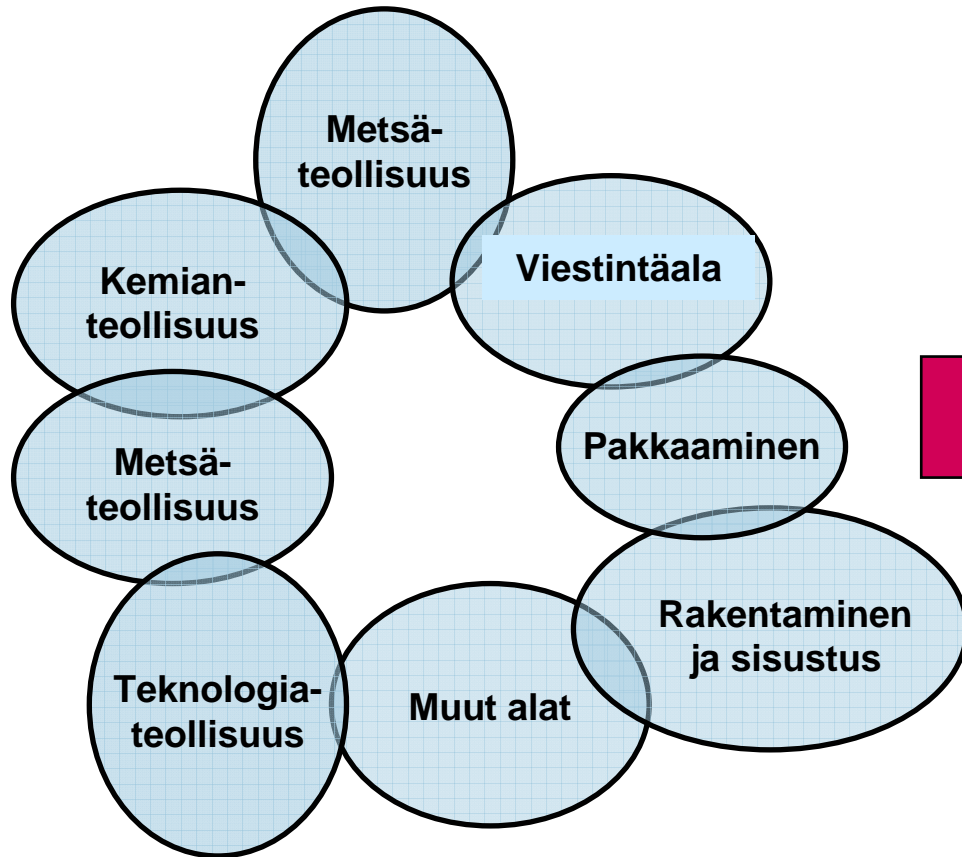 Metsä-
teollisuus
Viestintäala
Kemian-
teollisuus
Pakkaaminen
Metsä-
teollisuus
Rakentaminen
ja sisustus
Teknologia-
teollisuus
Muut alat